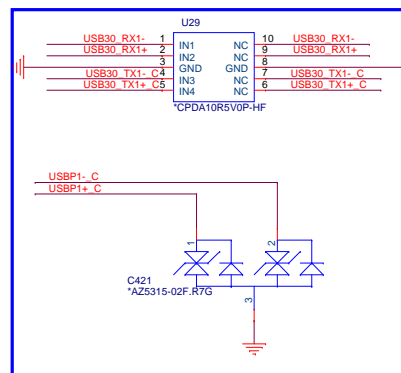 U29
USB30_RX1- 1 IN1 NC 10 USB30_RX1-
USB30_RX1+ 2 IN2 NC 9 USB30_RX1+
3 GND GND 8
USB30_TX1-_C 4 IN3 NC 7 USB30_TX1-_C
USB30_TX1+_C 5 IN4 NC 6 USB30_TX1+_C
*CPDA10R5V0P-HF
USBP1-_C
USBP1+_C
1 2
C421
*AZ5315-02F.R7G
3